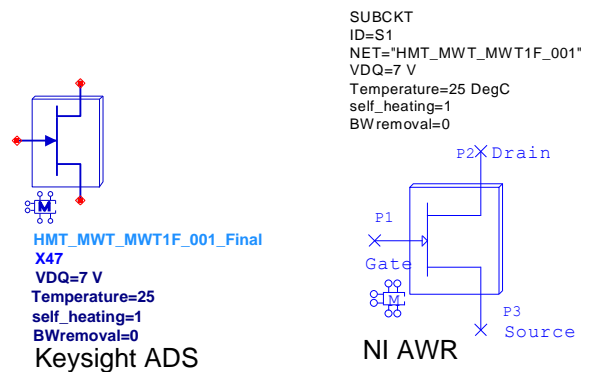 SUBCKT
ID=S1
NET="HMT_MWT_MWT1F_001"
VDQ=7 V
Temperature=25 DegC
self_heating=1
BWremoval=0
P2 Drain
P1
Gate
M
P3
Source
NI AWR
M
HMT_MWT_MWT1F_001_Final
X47
VDQ=7 V
Temperature=25
self_heating=1
BWremoval=0
Keysight ADS